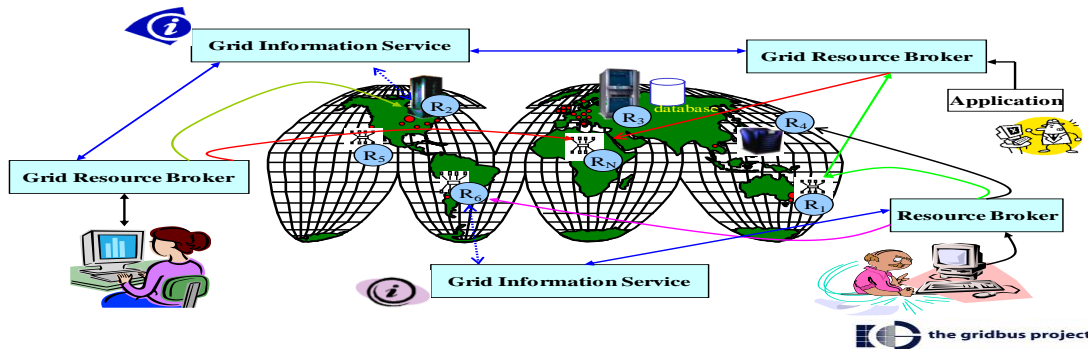 Grid Information Service
Grid Resource Broker
Application
database
R2
R3
R4
R5
RN
R6
R1
Grid Resource Broker
Resource Broker
Grid Information Service
the gridbus project